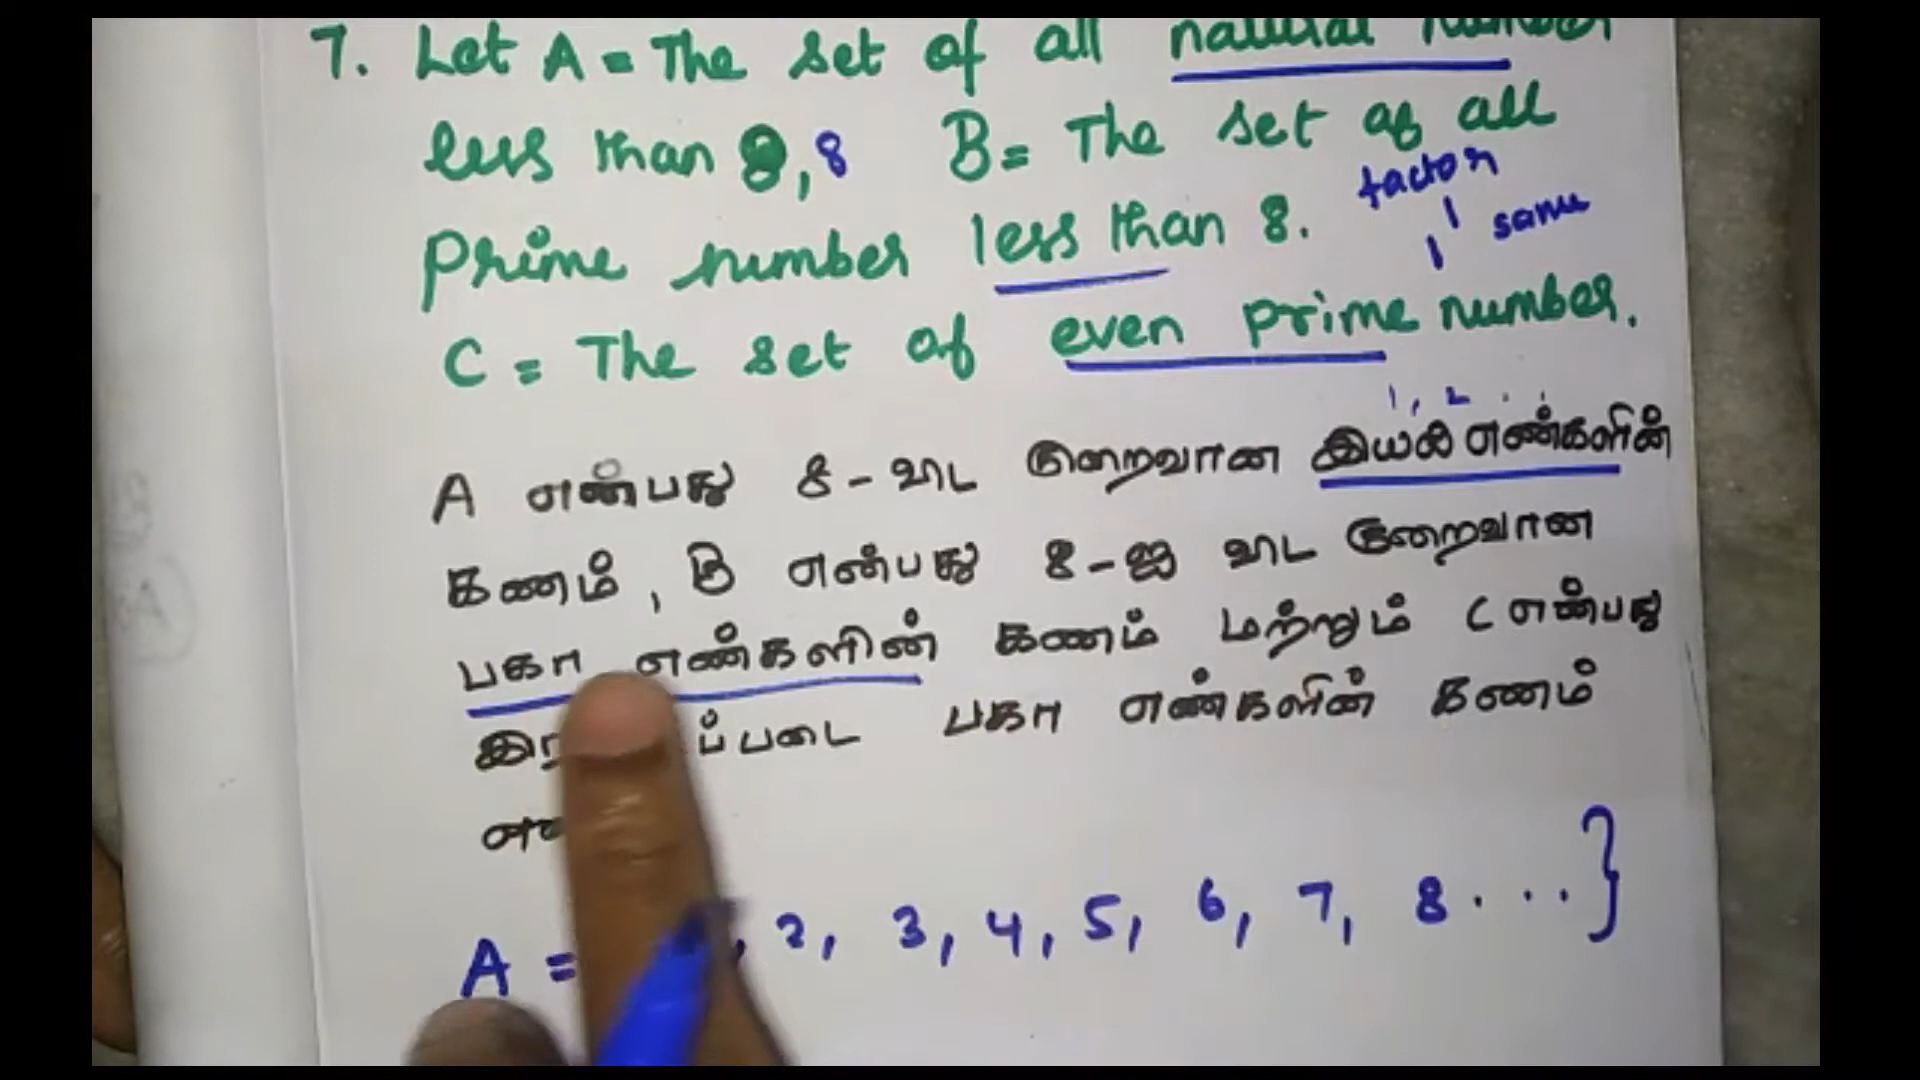 7. Let A = The set of all natural number
less than 8, 8 B = The set of all
factor
prime number less than 8.
1 same
1
C = The set of even prime number.
1, 2 . . .
A என்பது 8-விட குறைவான இயல் எண்களின்
கணம், B என்பது 8-ஐ விட குறைவான
பகா எண்களின் கணம் மற்றும் C என்பது
பகா எண்களின் கணம்
A = , 2, 3, 4, 5, 6, 7, 8 . . . }